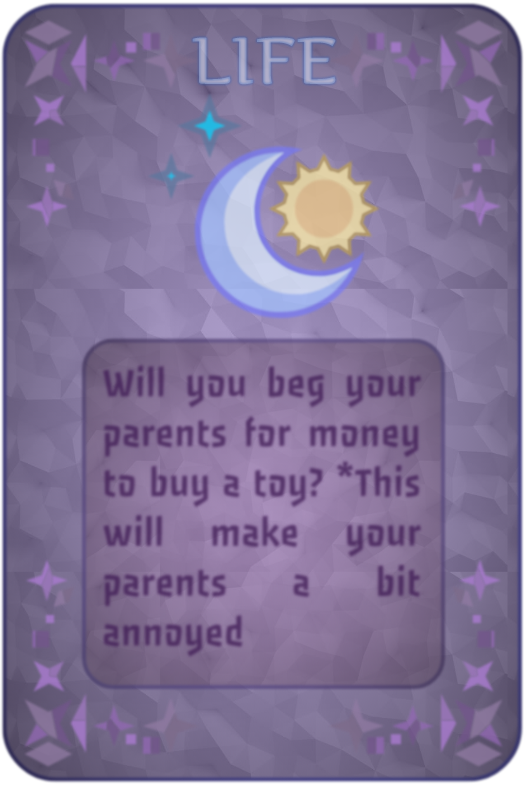 LIFE
Will you beg your
parents for money
to buy a toy? *This
will make your
parents a bit
annoyed